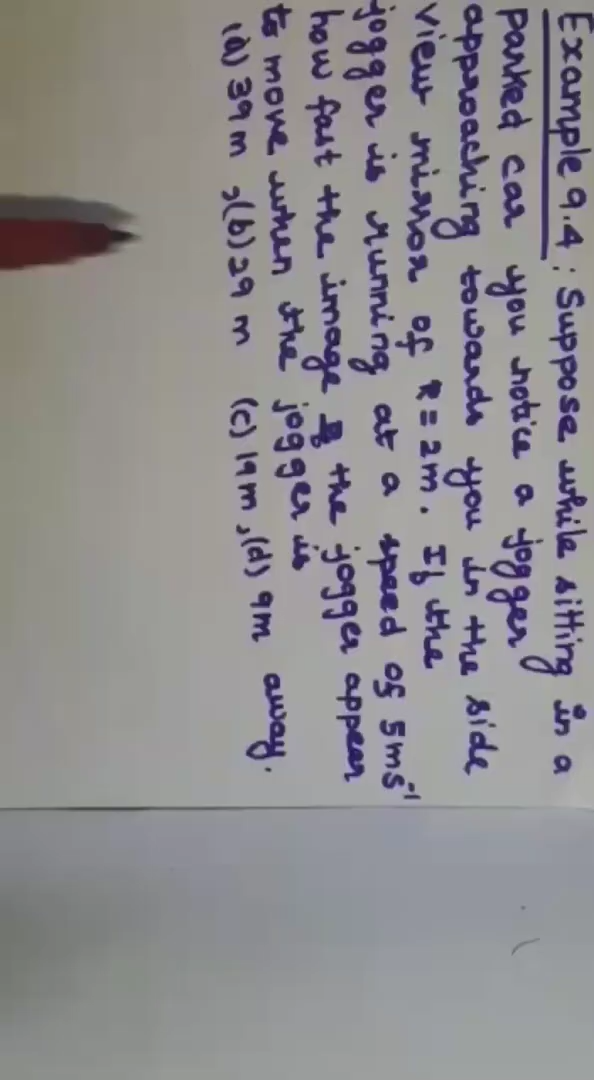 Example 9.4 : Suppose while sitting in a
parked car you notice a jogger
approaching towards you in the side
view mirror of R = 2m. If the
jogger is running at a speed of 5ms⁻¹
how fast the image of the jogger appear
to move when the jogger is
(a) 39m, (b) 29 m (c) 19m, (d) 9m away.